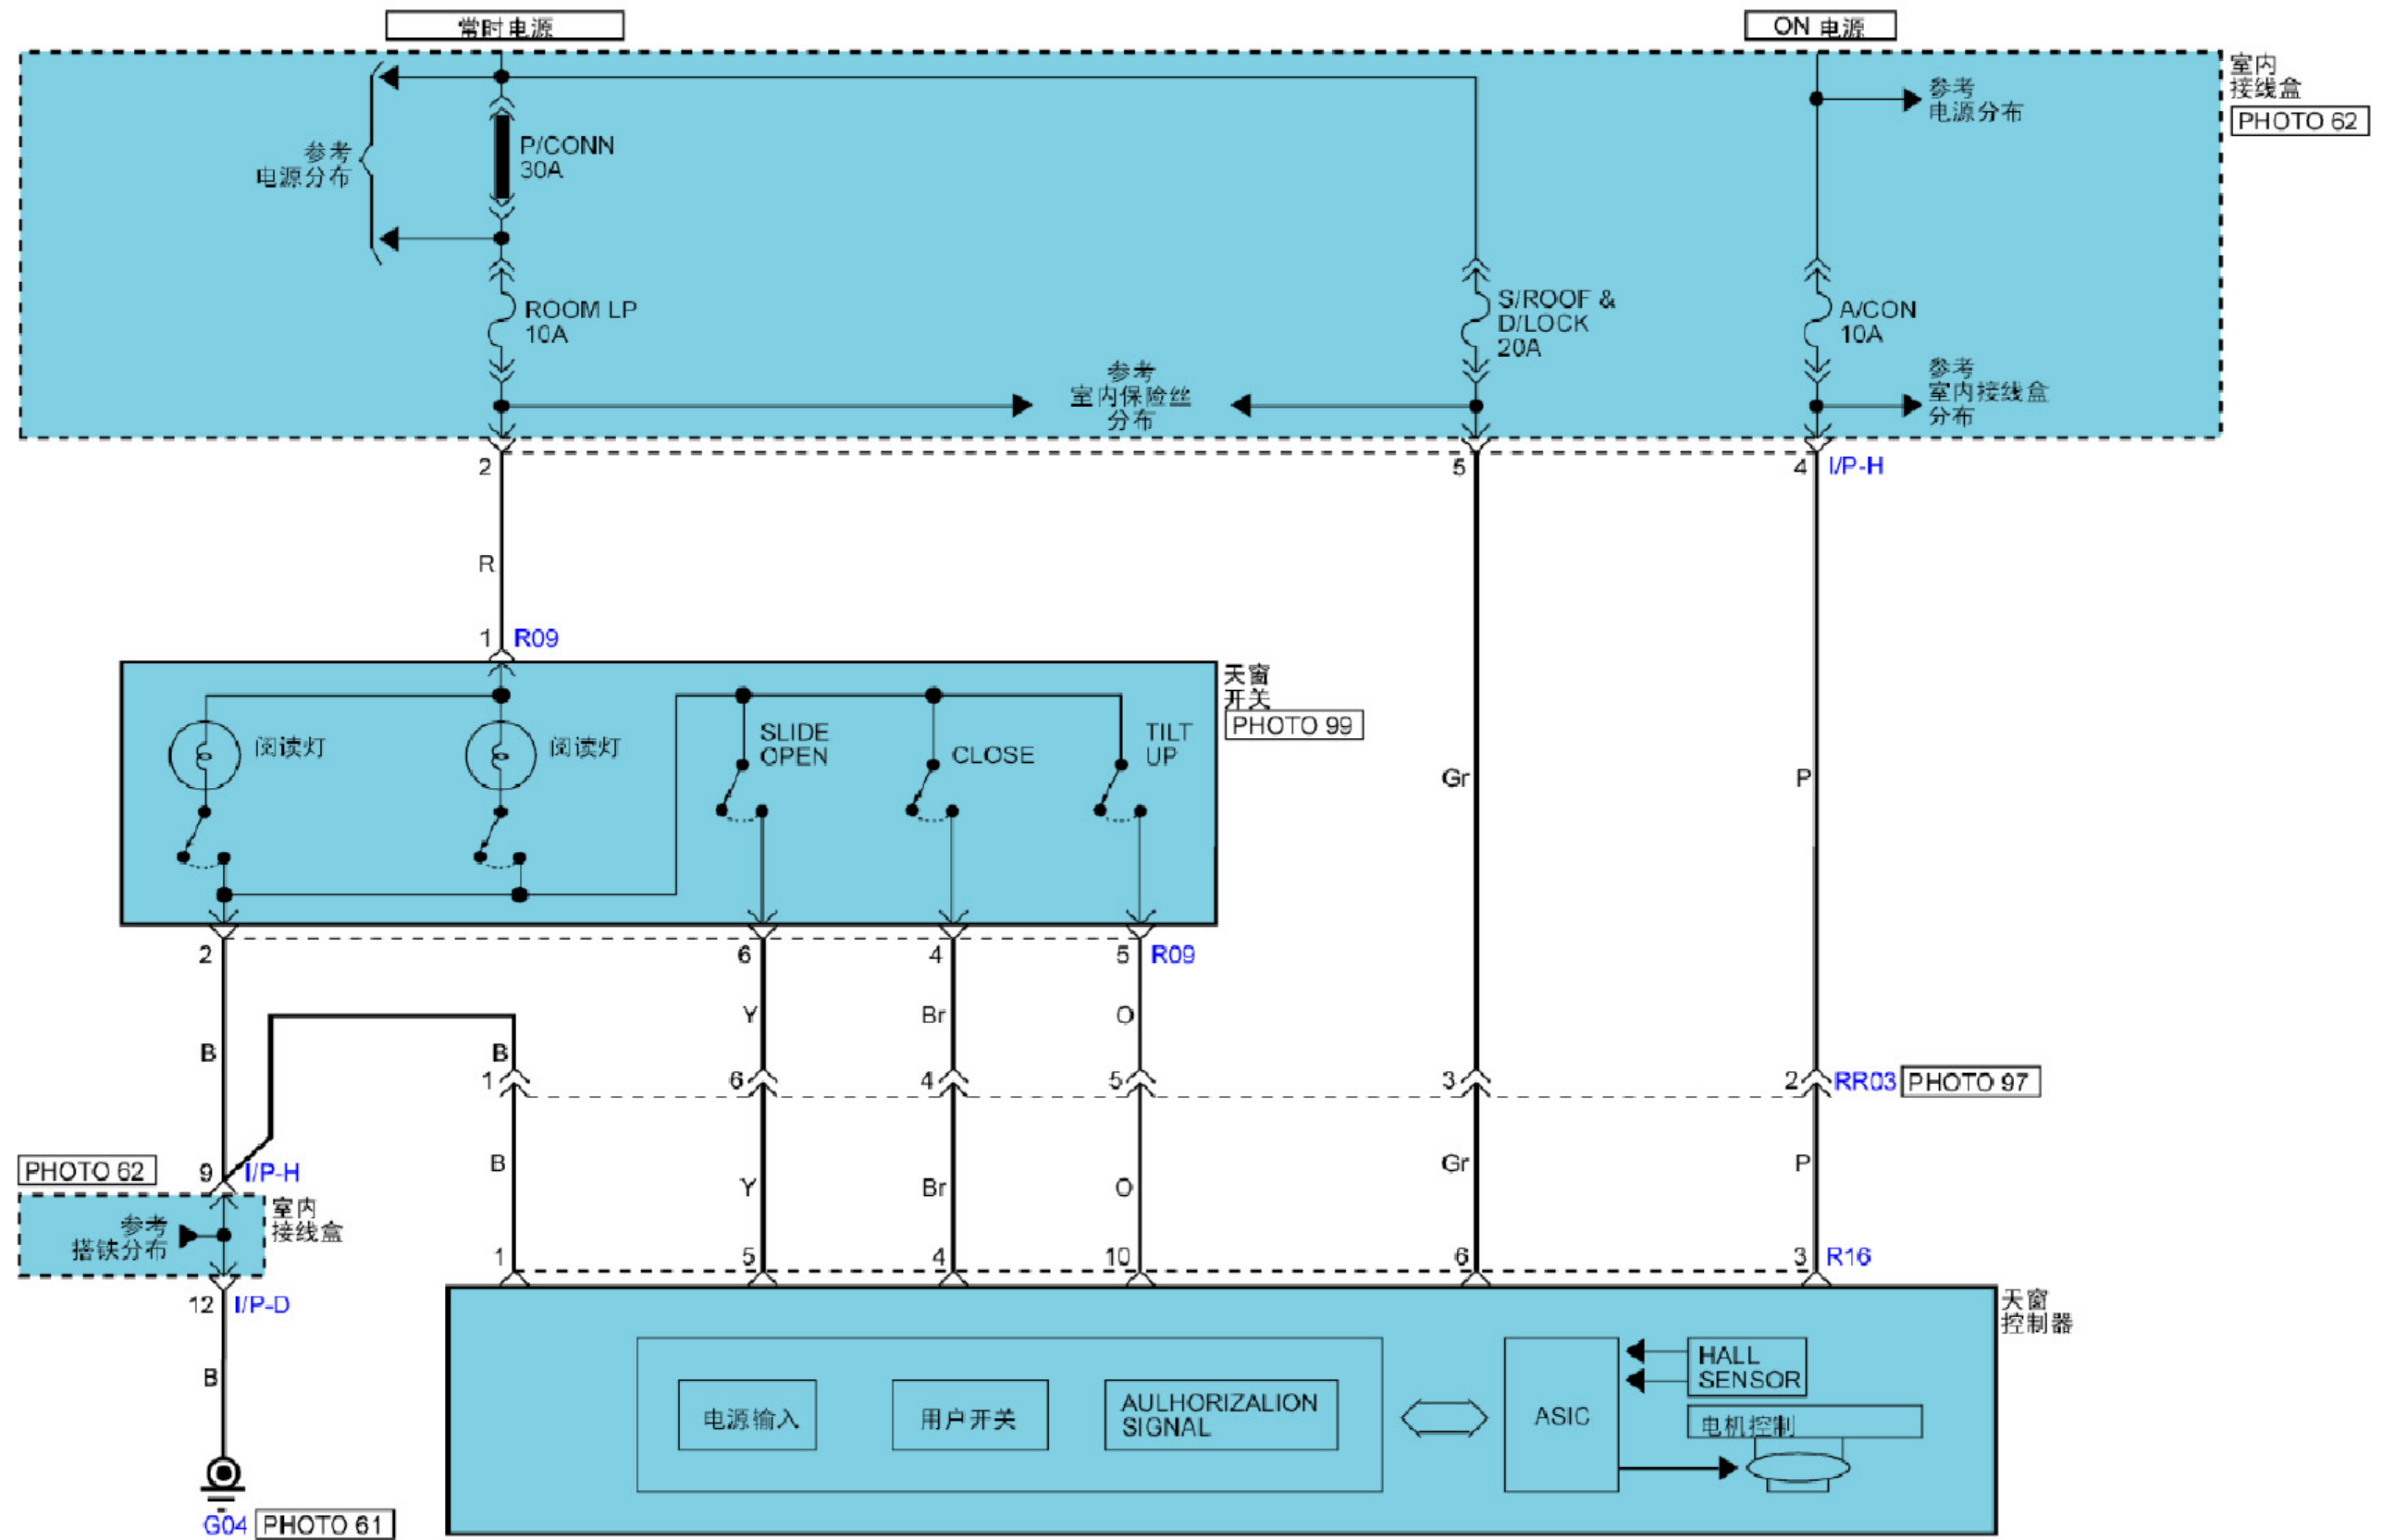 常时电源
ON 电源
室内
接线盒
PHOTO 62
参考
电源分布
P/CONN
30A
参考
电源分布
ROOM LP
10A
S/ROOF &
D/LOCK
20A
A/CON
10A
参考
室内保险丝
分布
参考
室内接线盒
分布
2
5
4
I/P-H
R
Gr
P
1
R09
天窗
开关
PHOTO 99
阅读灯
阅读灯
SLIDE
OPEN
CLOSE
TILT
UP
2
6
4
5
R09
B
B
Y
Br
O
1
6
4
5
3
2
RR03
PHOTO 97
PHOTO 62
9
I/P-H
B
Y
Br
O
Gr
P
参考
搭铁分布
室内
接线盒
1
5
4
10
6
3
R16
12
I/P-D
B
G04
PHOTO 61
天窗
控制器
电源输入
用户开关
AULHORIZALION
SIGNAL
ASIC
HALL
SENSOR
电机控制